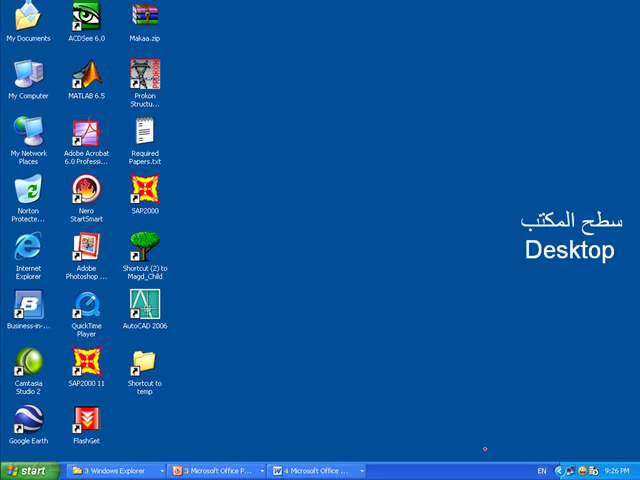 My Documents
ACDSee 6.0
Makaa.zip
My Computer
MATLAB 6.5
Prokon
Structu...
My Network
Places
Adobe Acrobat
6.0 Professi...
Required
Papers.txt
Norton
Protecte...
Nero
StartSmart
SAP2000
سطح المكتب
Desktop
Internet
Explorer
Adobe
Photoshop ...
Shortcut (2) to
Magd_Child
Business-in-...
QuickTime
Player
AutoCAD 2006
Camtasia
Studio 2
SAP2000 11
Shortcut to
temp
Google Earth
FlashGet
start
3 Windows Explorer
3 Microsoft Office P...
4 Microsoft Office ...
EN
9:26 PM